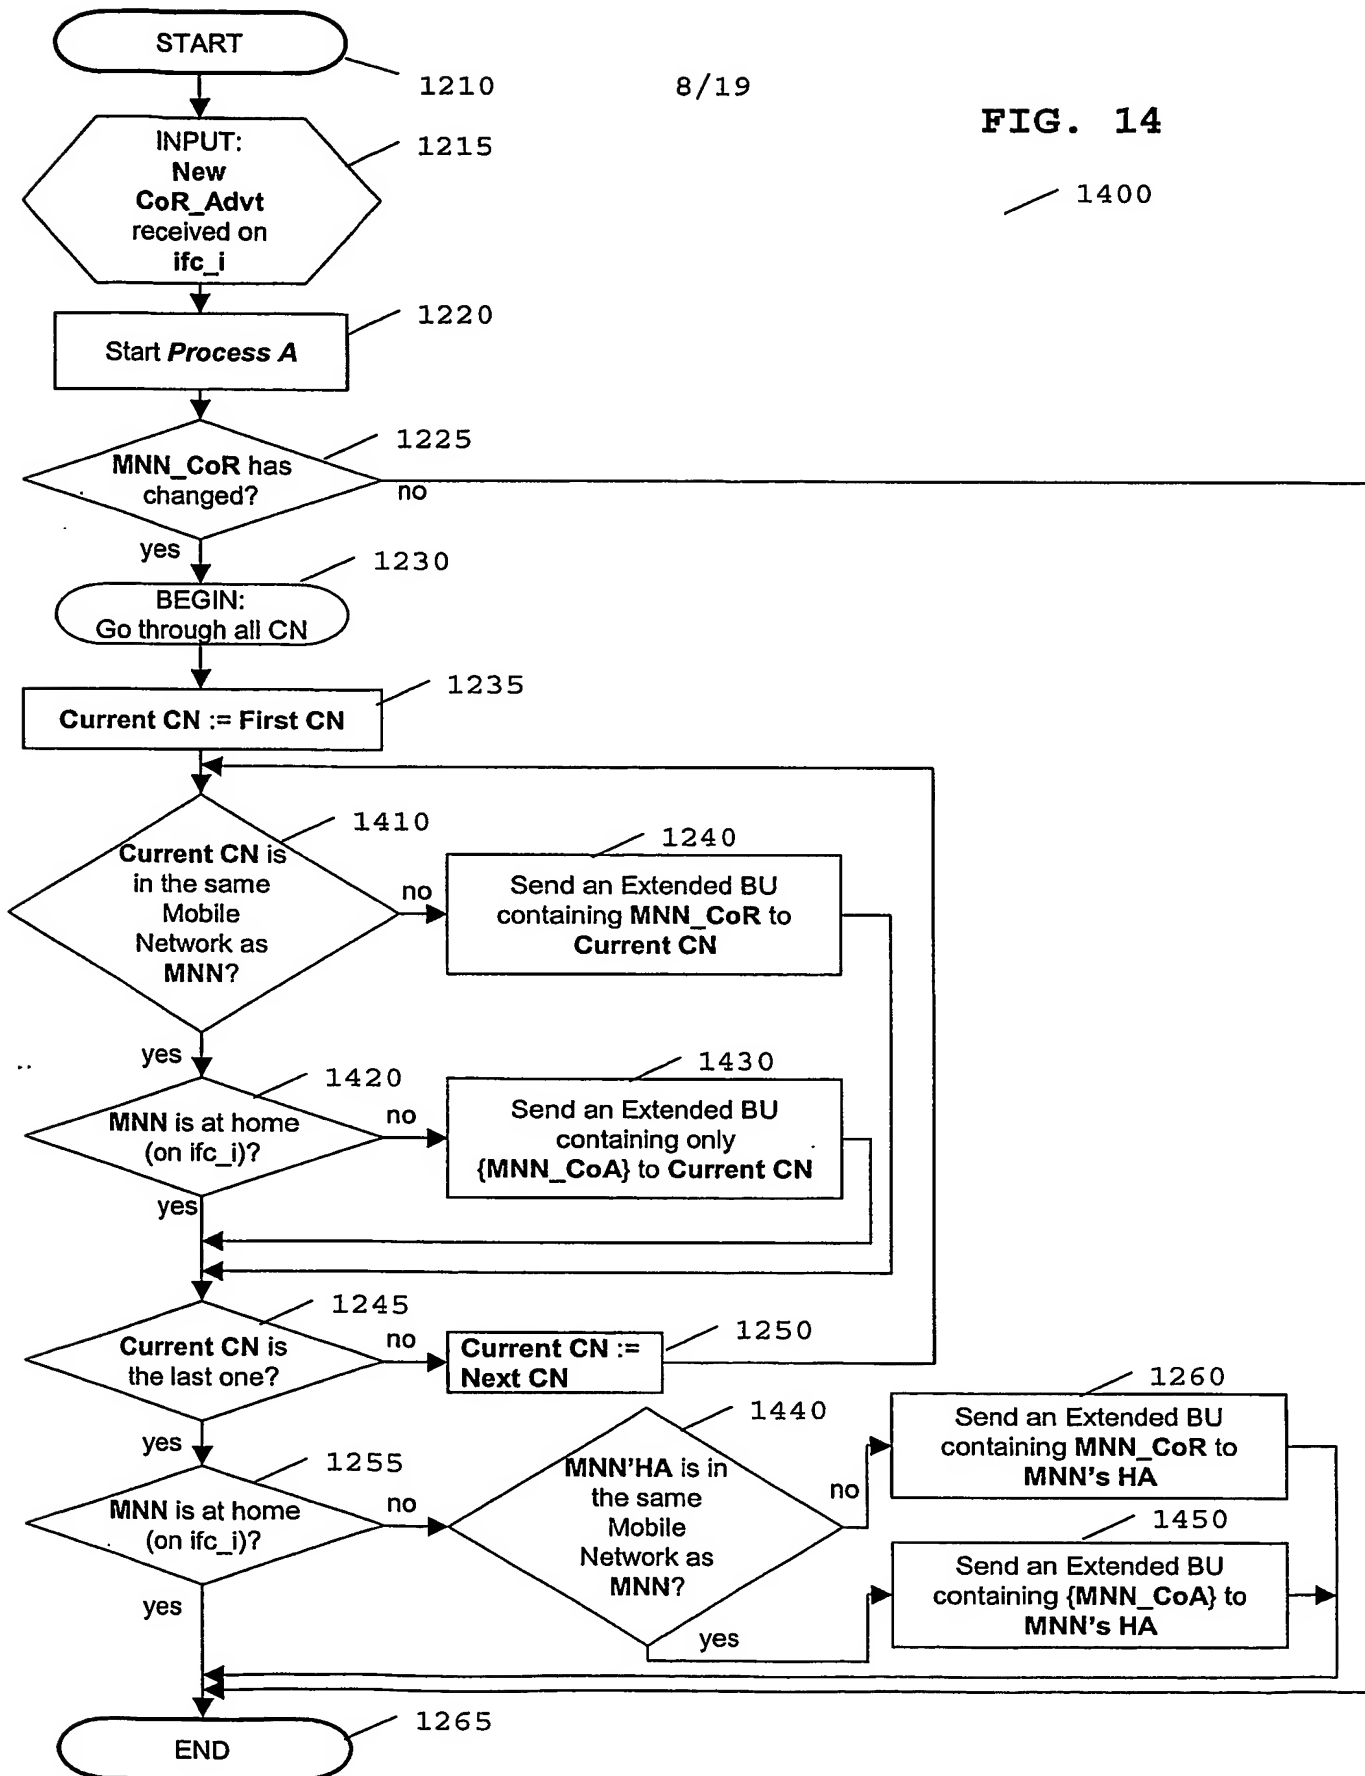 START
1210
8/19
FIG. 14
INPUT:
New
CoR_Advt
received on
ifc_i
1215
1400
1220
Start Process A
1225
MNN_CoR has
changed?
no
yes
1230
BEGIN:
Go through all CN
1235
Current CN := First CN
1410
Current CN is
in the same
Mobile
Network as
MNN?
no
1240
Send an Extended BU
containing MNN_CoR to
Current CN
yes
1420
MNN is at home
(on ifc_i)?
no
1430
Send an Extended BU
containing only
{MNN_CoA} to Current CN
yes
1245
Current CN is
the last one?
no
1250
Current CN :=
Next CN
yes
1255
MNN is at home
(on ifc_i)?
no
1440
MNN'HA is in
the same
Mobile
Network as
MNN?
no
1260
Send an Extended BU
containing MNN_CoR to
MNN's HA
1450
Send an Extended BU
containing {MNN_CoA} to
MNN's HA
yes
yes
1265
END